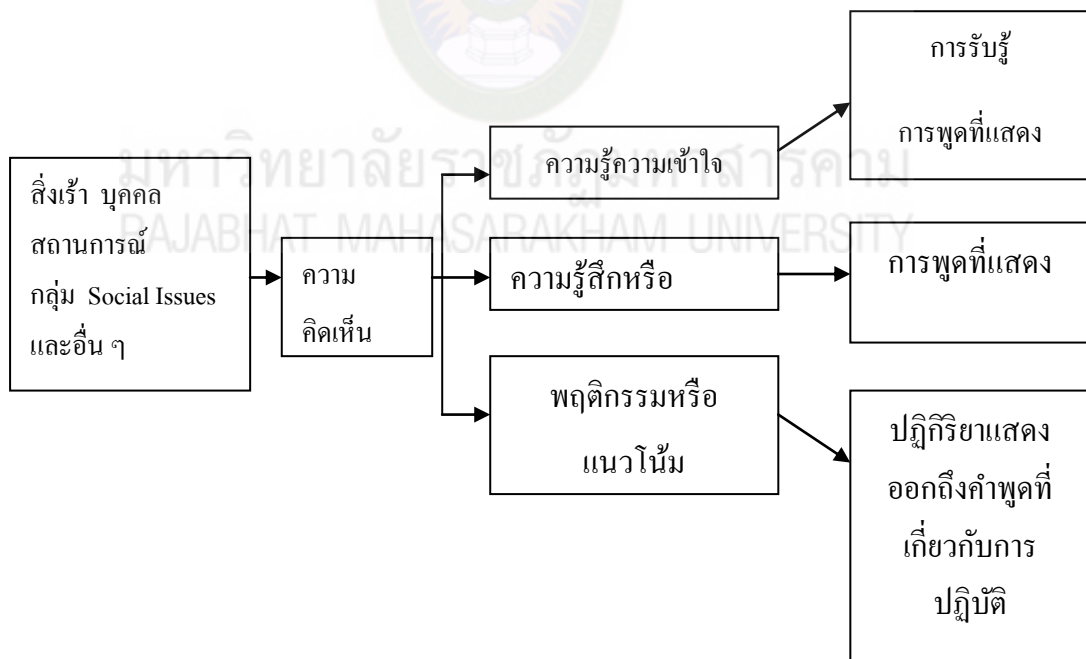 การรับรู้
การพูดที่แสดง
ความรู้ความเข้าใจ
มหาวิทยาลัยราชภัฏมหาสารคาม
RAJABHAT MAHASARAKHAM UNIVERSITY
สิ่งเร้า บุคคล
สถานการณ์
กลุ่ม Social Issues
และอื่น ๆ
ความ
คิดเห็น
ความรู้สึกหรือ
การพูดที่แสดง
พฤติกรรมหรือ
แนวโน้ม
ปฏิกิริยาแสดง
ออกถึงคำพูดที่
เกี่ยวกับการ
ปฏิบัติ